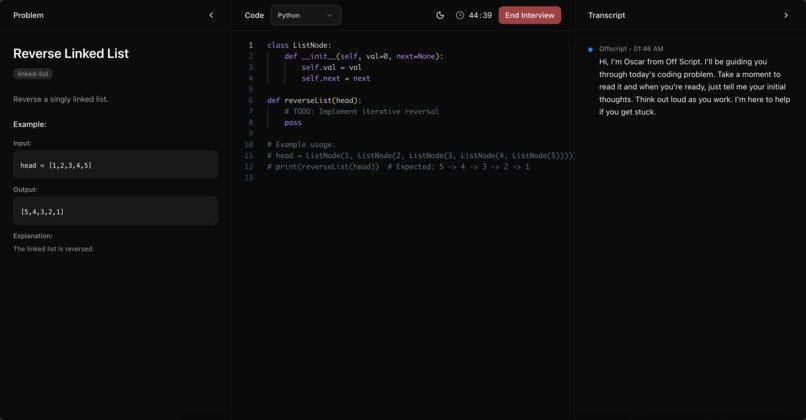 Problem
Reverse Linked List
linked-list
Reverse a singly linked list.
Example:
Input:
head = [1,2,3,4,5]
Output:
[5,4,3,2,1]
Explanation:
The linked list is reversed.
Code
Python
44:39
End Interview
1 class ListNode:
2 def __init__(self, val=0, next=None):
3 self.val = val
4 self.next = next
5
6 def reverseList(head):
7 # TODO: Implement iterative reversal
8 pass
9
10 # Example usage:
11 # head = ListNode(1, ListNode(2, ListNode(3, ListNode(4, ListNode(5)))))
12 # print(reverseList(head)) # Expected: 5 -> 4 -> 3 -> 2 -> 1
13
Transcript
Offscript - 01:46 AM
Hi, I'm Oscar from Off Script. I'll be guiding you
through today's coding problem. Take a moment to
read it and when you're ready, just tell me your initial
thoughts. Think out loud as you work. I'm here to help
if you get stuck.